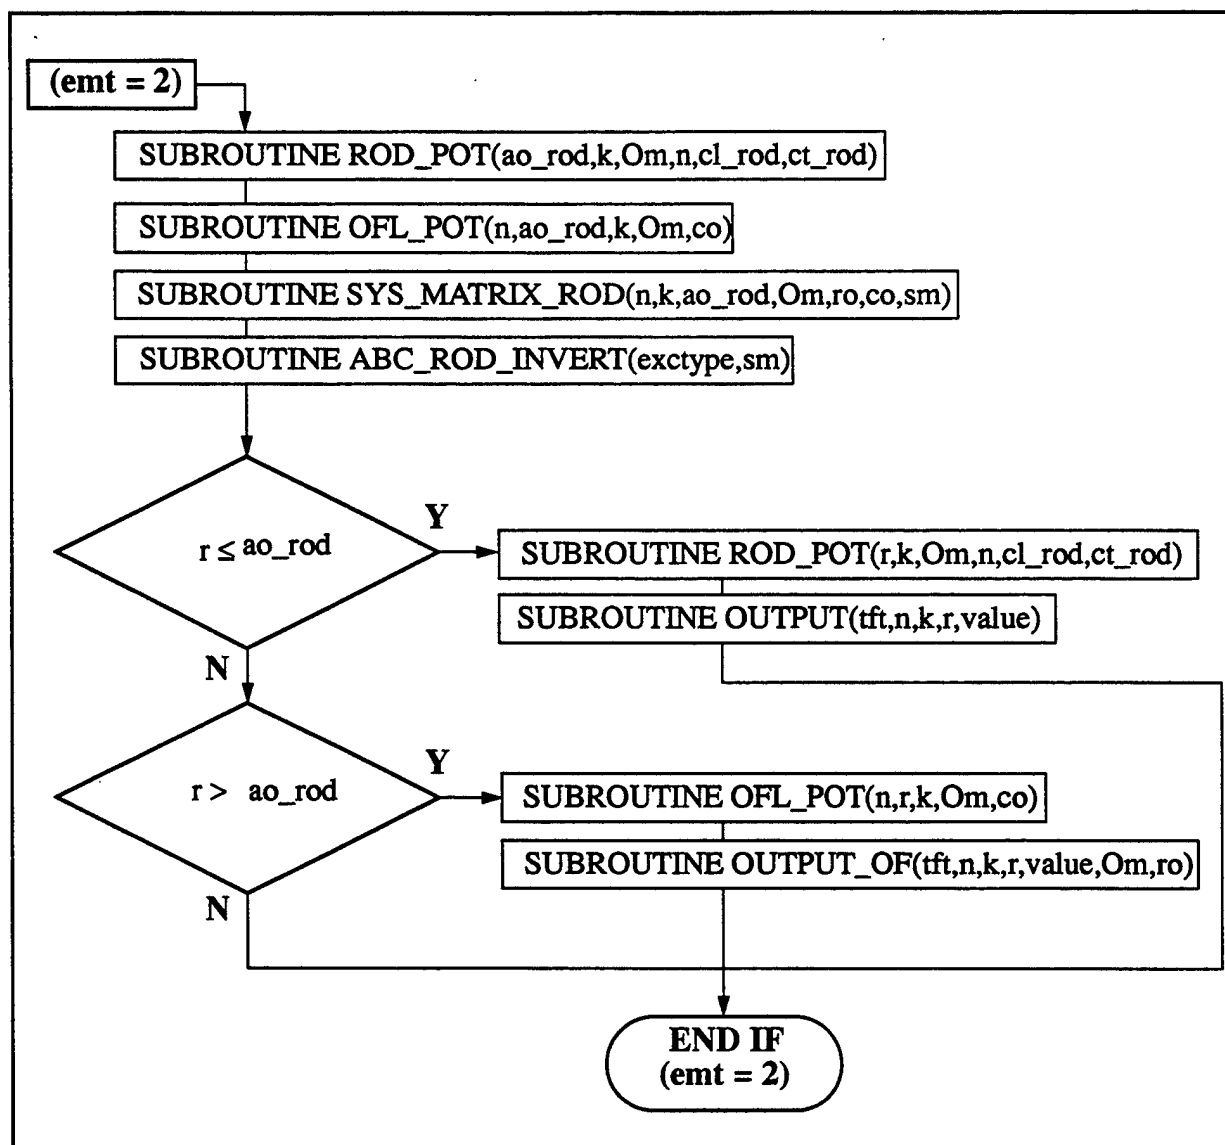 (emt = 2)
SUBROUTINE ROD_POT(ao_rod,k,Om,n,cl_rod,ct_rod)
SUBROUTINE OFL_POT(n,ao_rod,k,Om,co)
SUBROUTINE SYS_MATRIX_ROD(n,k,ao_rod,Om,ro,co,sm)
SUBROUTINE ABC_ROD_INVERT(exctype,sm)
r ≤ ao_rod
Y
SUBROUTINE ROD_POT(r,k,Om,n,cl_rod,ct_rod)
SUBROUTINE OUTPUT(tft,n,k,r,value)
N
r > ao_rod
Y
SUBROUTINE OFL_POT(n,r,k,Om,co)
SUBROUTINE OUTPUT_OF(tft,n,k,r,value,Om,ro)
N
END IF
(emt = 2)